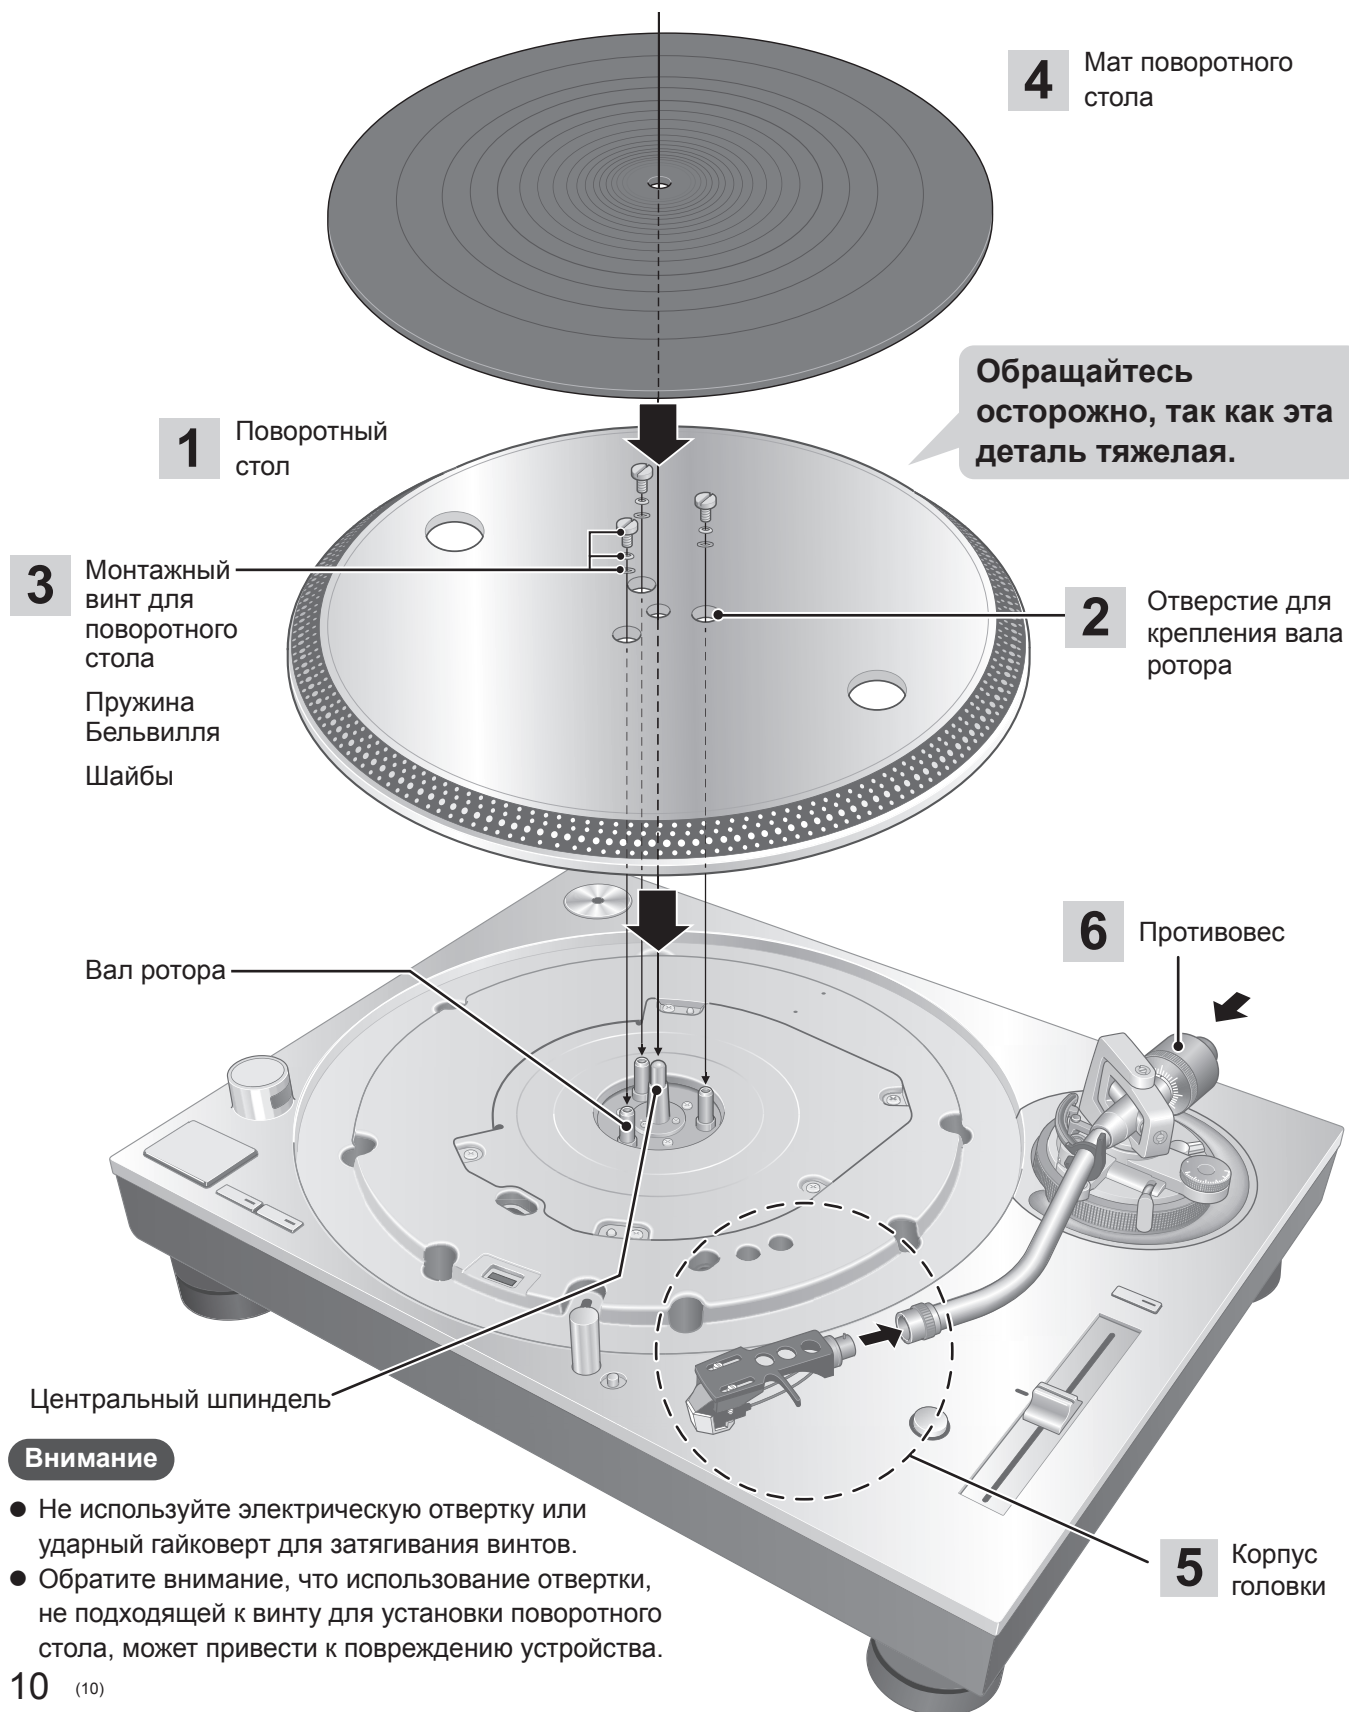 4
Мат поворотного
стола
Обращайтесь
осторожно, так как эта
деталь тяжелая.
1
Поворотный
стол
3
Монтажный
винт для
поворотного
стола
Пружина
Бельвилля
Шайбы
2
Отверстие для
крепления вала
ротора
6
Противовес
Вал ротора
Центральный шпиндель
Внимание
● Не используйте электрическую отвертку или
ударный гайковерт для затягивания винтов.
● Обратите внимание, что использование отвертки,
не подходящей к винту для установки поворотного
стола, может привести к повреждению устройства.
5
Корпус
головки
10 (10)